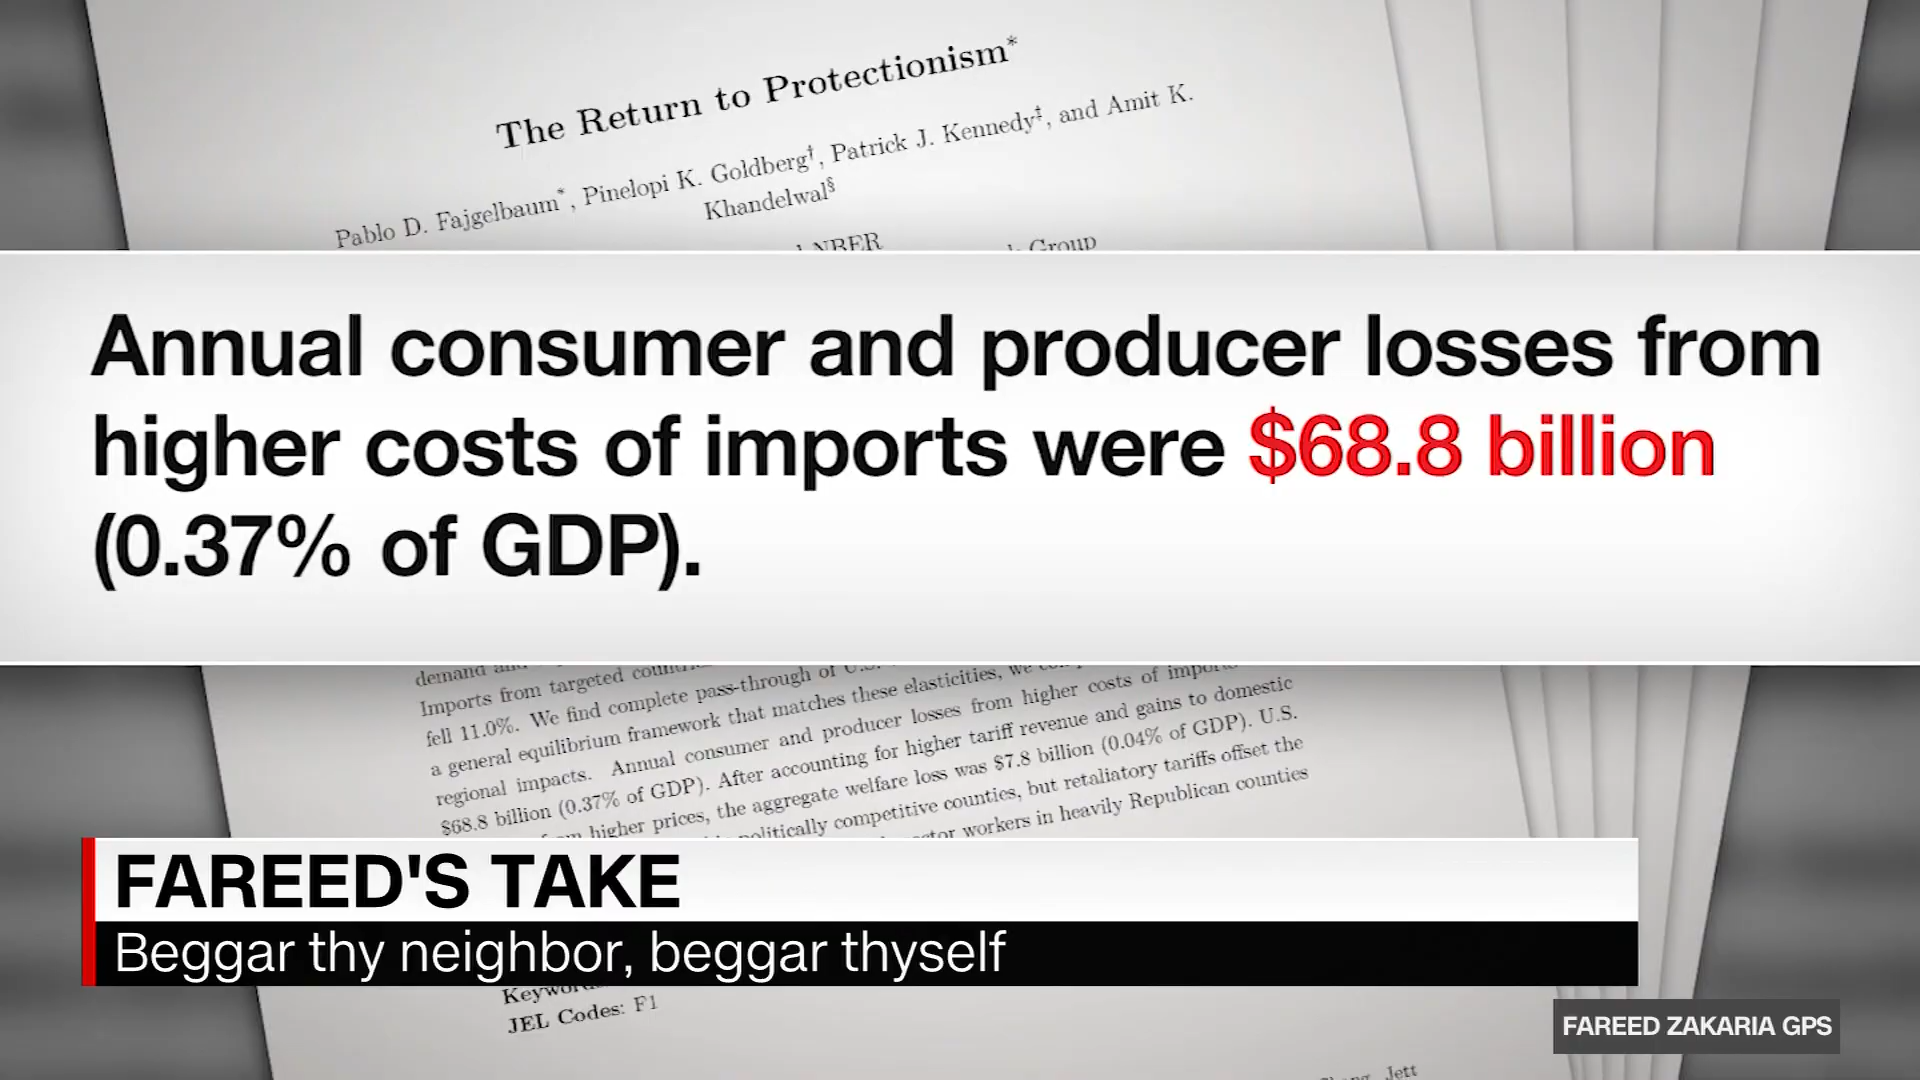 The Return to Protectionism*
Pablo D. Fajgelbaum*, Pinelopi K. Goldberg†, Patrick J. Kennedy‡, and Amit K.
Khandelwal§
NBER Group
Annual consumer and producer losses from
higher costs of imports were $68.8 billion
(0.37% of GDP).
demand
Imports from targeted
fell 11.0%. We find complete pass-through of U.S.
a general equilibrium framework that matches these elasticities, we
regional impacts. Annual consumer and producer losses from higher costs of
$68.8 billion (0.37% of GDP). After accounting for higher tariff revenue and gains to domestic
higher prices, the aggregate welfare loss was $7.8 billion (0.04% of GDP). U.S.
politically competitive counties, but retaliatory tariffs offset the
workers in heavily Republican counties
FAREED'S TAKE
Beggar thy neighbor, beggar thyself
JEL Codes: F1
Jett
FAREED ZAKARIA GPS